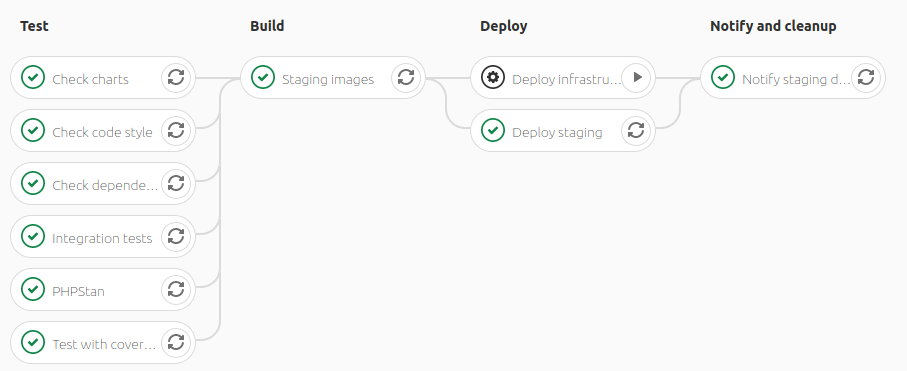 Test
Check charts
Check code style
Check depende...
Integration tests
PHPStan
Test with cover...
Build
Staging images
Deploy
Deploy infrastru...
Deploy staging
Notify and cleanup
Notify staging d...